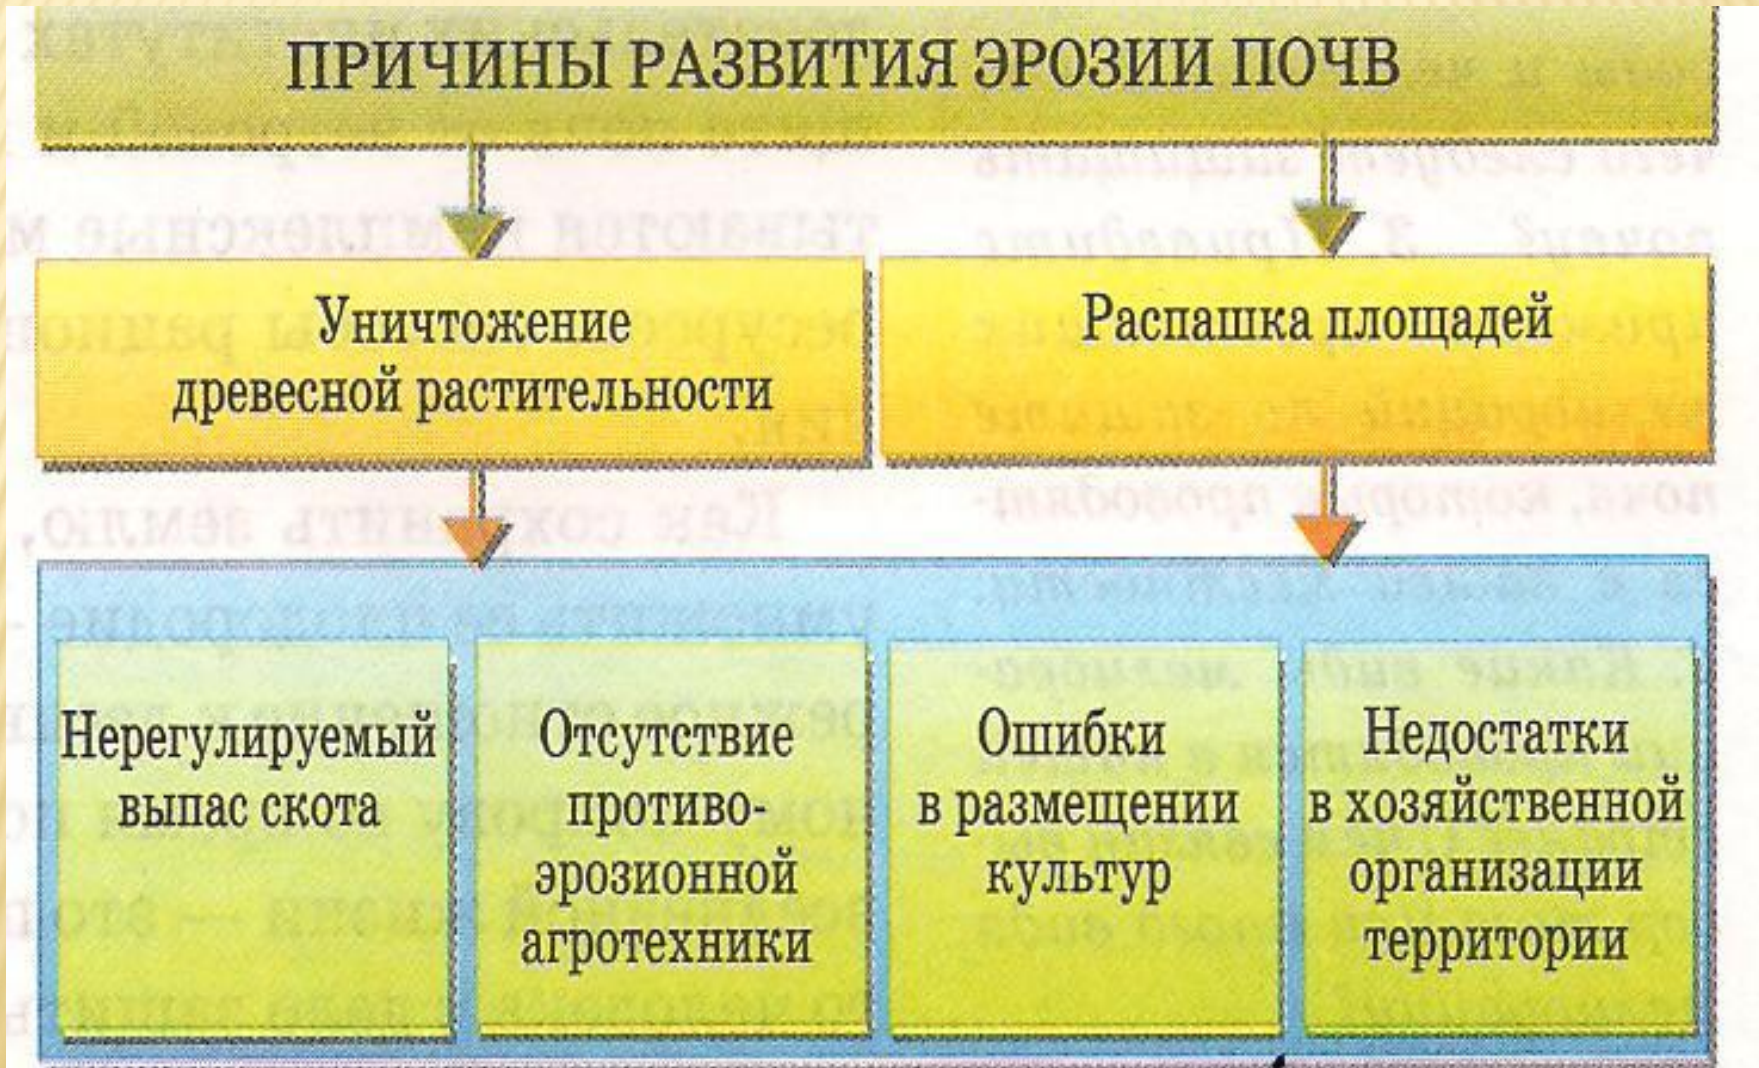 ПРИЧИНЫ РАЗВИТИЯ ЭРОЗИИ ПОЧВ
Уничтожение
древесной растительности
Распашка площадей
Нерегулируемый
выпас скота
Отсутствие
противо-
эрозионной
агротехники
Ошибки
в размещении
культур
Недостатки
в хозяйственной
организации
территории